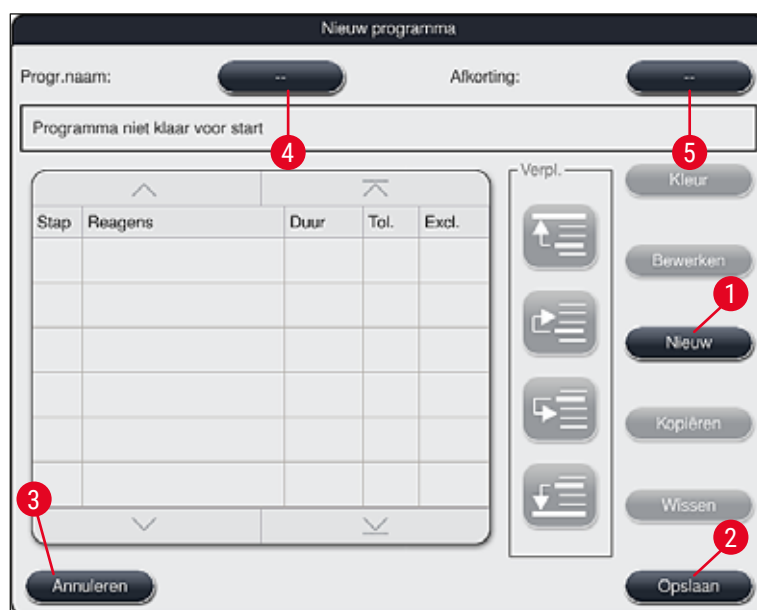 Nieuw programma
Progr.naam: -- Afkorting: --
4 5
Programma niet klaar voor start
Verpl. Kleur
Stap Reagens Duur Tol. Excl.
Bewerken
1
Nieuw
Kopiëren
3
Wissen
2
Annuleren Opslaan